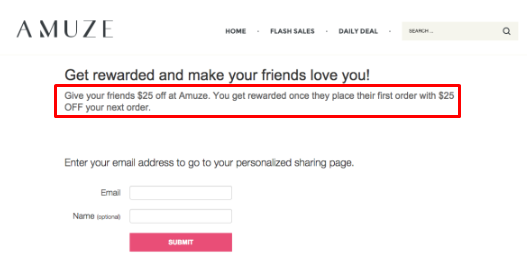 AMUZE
HOME · FLASH SALES · DAILY DEAL · SEARCH...
Get rewarded and make your friends love you!
Give your friends $25 off at Amuze. You get rewarded once they place their first order with $25
OFF your next order.
Enter your email address to go to your personalized sharing page.
Email
Name (optional)
SUBMIT